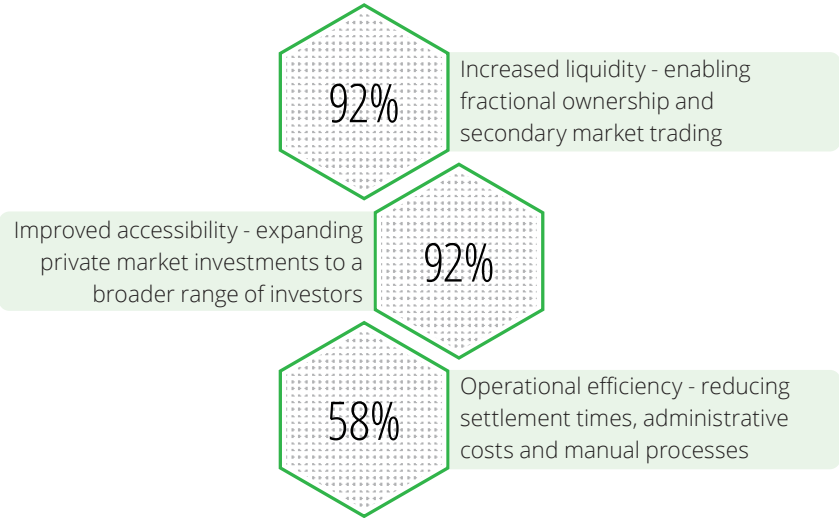 92%
Increased liquidity - enabling
fractional ownership and
secondary market trading
Improved accessibility - expanding
private market investments to a
broader range of investors
92%
58%
Operational efficiency - reducing
settlement times, administrative
costs and manual processes